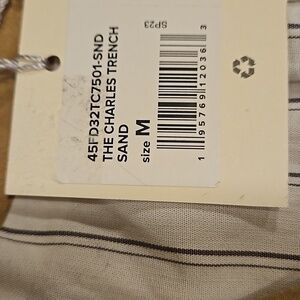 45FD32TC7501-SND
THE CHARLES TRENCH
SAND
size M
SP23
1 95769 12036 3